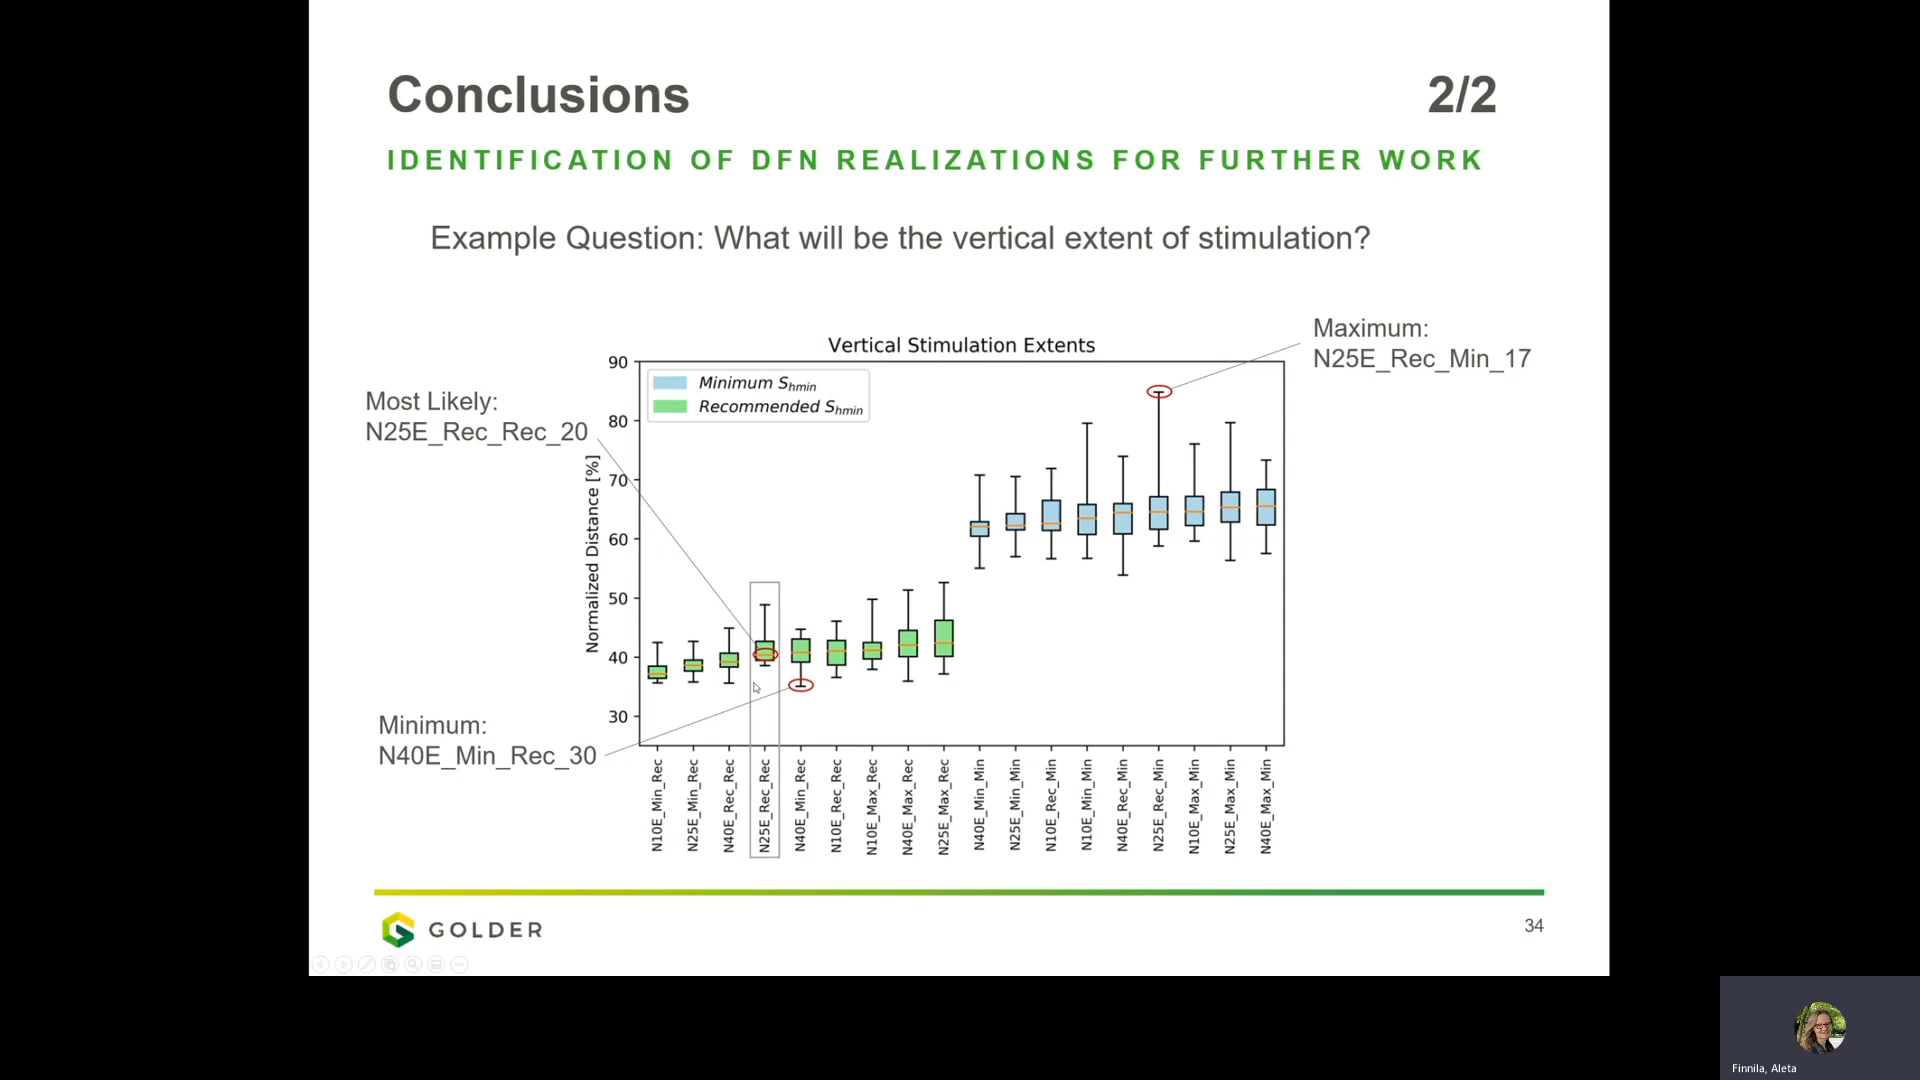 Conclusions 2/2
IDENTIFICATION OF DFN REALIZATIONS FOR FURTHER WORK
Example Question: What will be the vertical extent of stimulation?
Maximum:
N25E_Rec_Min_17
Most Likely:
N25E_Rec_Rec_20
Minimum:
N40E_Min_Rec_30
Vertical Stimulation Extents
Minimum Shmin
Recommended Shmin
Normalized Distance [%]
90
80
70
60
50
40
30
N10E_Min_Rec
N25E_Min_Rec
N40E_Rec_Rec
N25E_Rec_Rec
N40E_Min_Rec
N10E_Rec_Rec
N10E_Max_Rec
N40E_Max_Rec
N25E_Max_Rec
N40E_Min_Min
N25E_Min_Min
N10E_Rec_Min
N10E_Min_Min
N40E_Rec_Min
N25E_Rec_Min
N10E_Max_Min
N25E_Max_Min
N40E_Max_Min
GOLDER
34
Finnila, Aleta